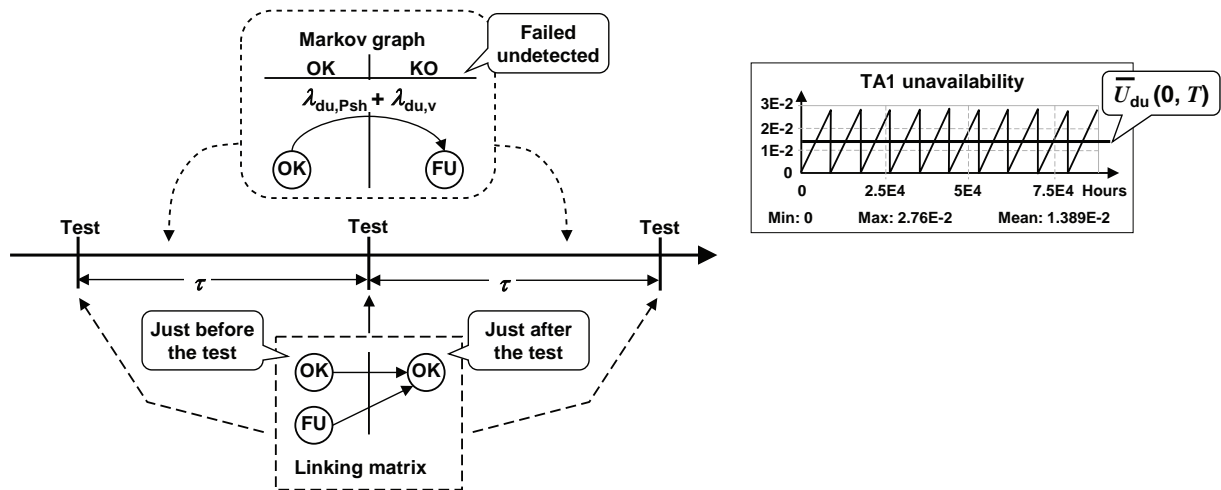 Markov graph
OK KO
Failed
undetected
λdu,Psh + λdu,v
OK FU
TA1 unavailability
3E-2
2E-2
1E-2
0
0 2.5E4 5E4 7.5E4 Hours
Min: 0 Max: 2.76E-2 Mean: 1.389E-2
U̅du (0, T)
Test Test Test
τ τ
Just before
the test
Just after
the test
OK OK
FU
Linking matrix